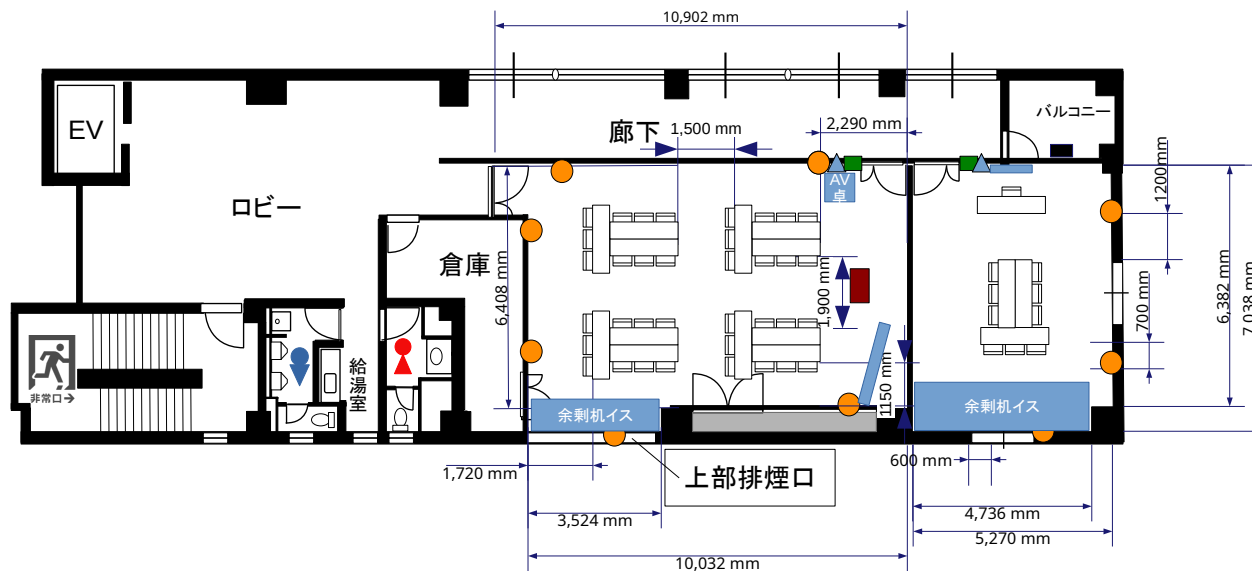 10,902 mm
EV
バルコニー
廊下
1,500 mm
2,290 mm
AV
卓
1200mm
ロビー
倉庫
6,408 mm
1,900 mm
6,382 mm
7,038 mm
700 mm
給湯室
非常口→
1150 mm
余剰机イス
余剰机イス
1,720 mm
上部排煙口
600 mm
3,524 mm
4,736 mm
5,270 mm
10,032 mm